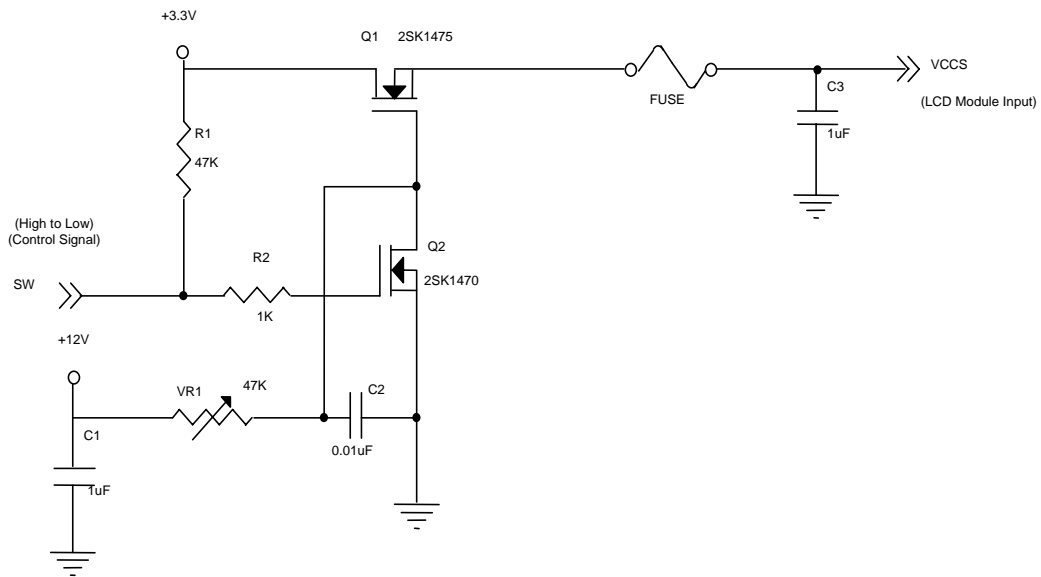 +3.3V
Q1 2SK1475
VCCS
FUSE
C3
(LCD Module Input)
1uF
R1
47K
(High to Low)
(Control Signal)
SW
R2
1K
Q2
2SK1470
+12V
VR1
47K
C2
0.01uF
C1
1uF